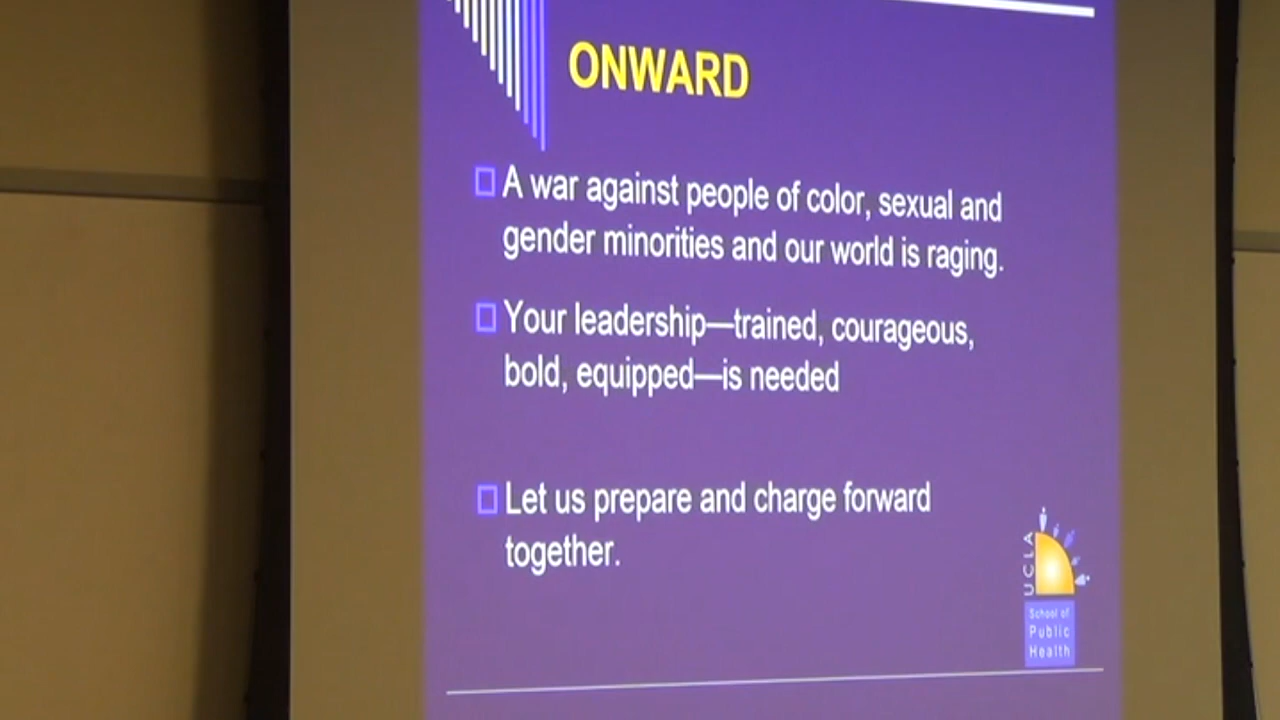 ONWARD
A war against people of color, sexual and
gender minorities and our world is raging.
Your leadership—trained, courageous,
bold, equipped—is needed
Let us prepare and charge forward
together.
UCLA
School of
Public
Health